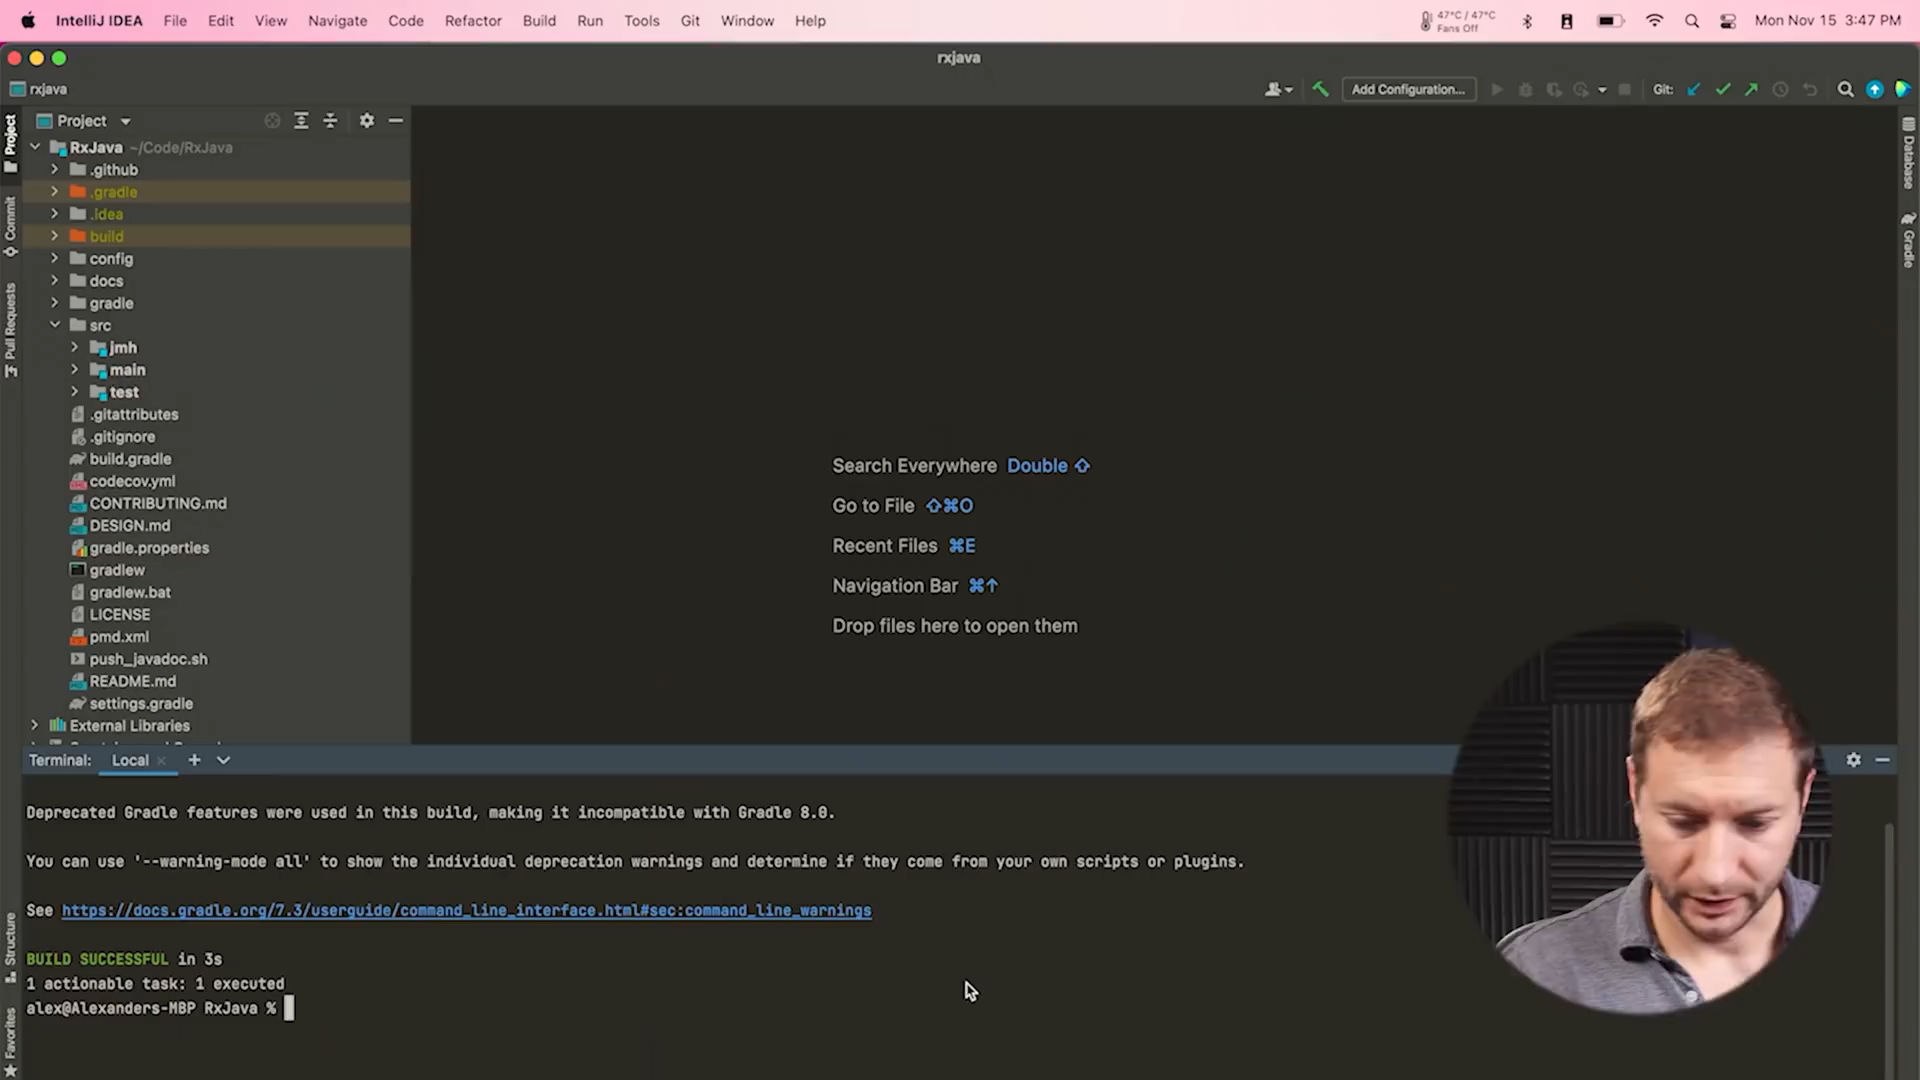 IntelliJ IDEA File Edit View Navigate Code Refactor Build Run Tools Git Window Help
47°C / 47°C
Fans Off
Mon Nov 15 3:47 PM
rxjava
rxjava
Add Configuration...
Git:
Project
Project
RxJava ~/Code/RxJava
.github
.gradle
.idea
build
config
docs
gradle
src
jmh
main
test
.gitattributes
.gitignore
build.gradle
codecov.yml
CONTRIBUTING.md
DESIGN.md
gradle.properties
gradlew
gradlew.bat
LICENSE
pmd.xml
push_javadoc.sh
README.md
settings.gradle
External Libraries
Commit
Pull Requests
Structure
Favorites
Database
Gradle
Search Everywhere Double ⇧
Go to File ⇧⌘O
Recent Files ⌘E
Navigation Bar ⌘↑
Drop files here to open them
Terminal: Local
Deprecated Gradle features were used in this build, making it incompatible with Gradle 8.0.
You can use '--warning-mode all' to show the individual deprecation warnings and determine if they come from your own scripts or plugins.
See https://docs.gradle.org/7.3/userguide/command_line_interface.html#sec:command_line_warnings
BUILD SUCCESSFUL in 3s
1 actionable task: 1 executed
alex@Alexanders-MBP RxJava %